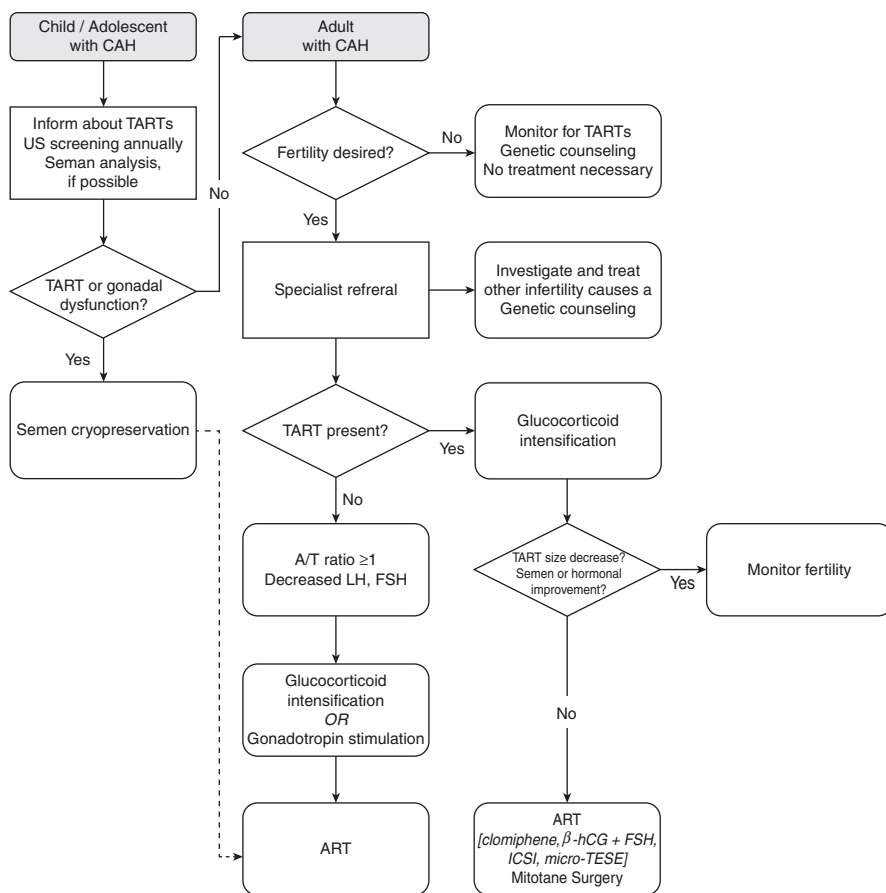 Child / Adolescent
with CAH
Inform about TARTs
US screening annually
Seman analysis,
if possible
TART or gonadal
dysfunction?
No
Yes
Semen cryopreservation
Adult
with CAH
Fertility desired?
No
Monitor for TARTs
Genetic counseling
No treatment necessary
Yes
Specialist refreral
Investigate and treat
other infertility causes a
Genetic counseling
TART present?
Yes
Glucocorticoid
intensification
No
A/T ratio ≥1
Decreased LH, FSH
TART size decrease?
Semen or hormonal
improvement?
Yes
Monitor fertility
Glucocorticoid
intensification
OR
Gonadotropin stimulation
No
ART
ART
[clomiphene, β-hCG + FSH,
ICSI, micro-TESE]
Mitotane Surgery